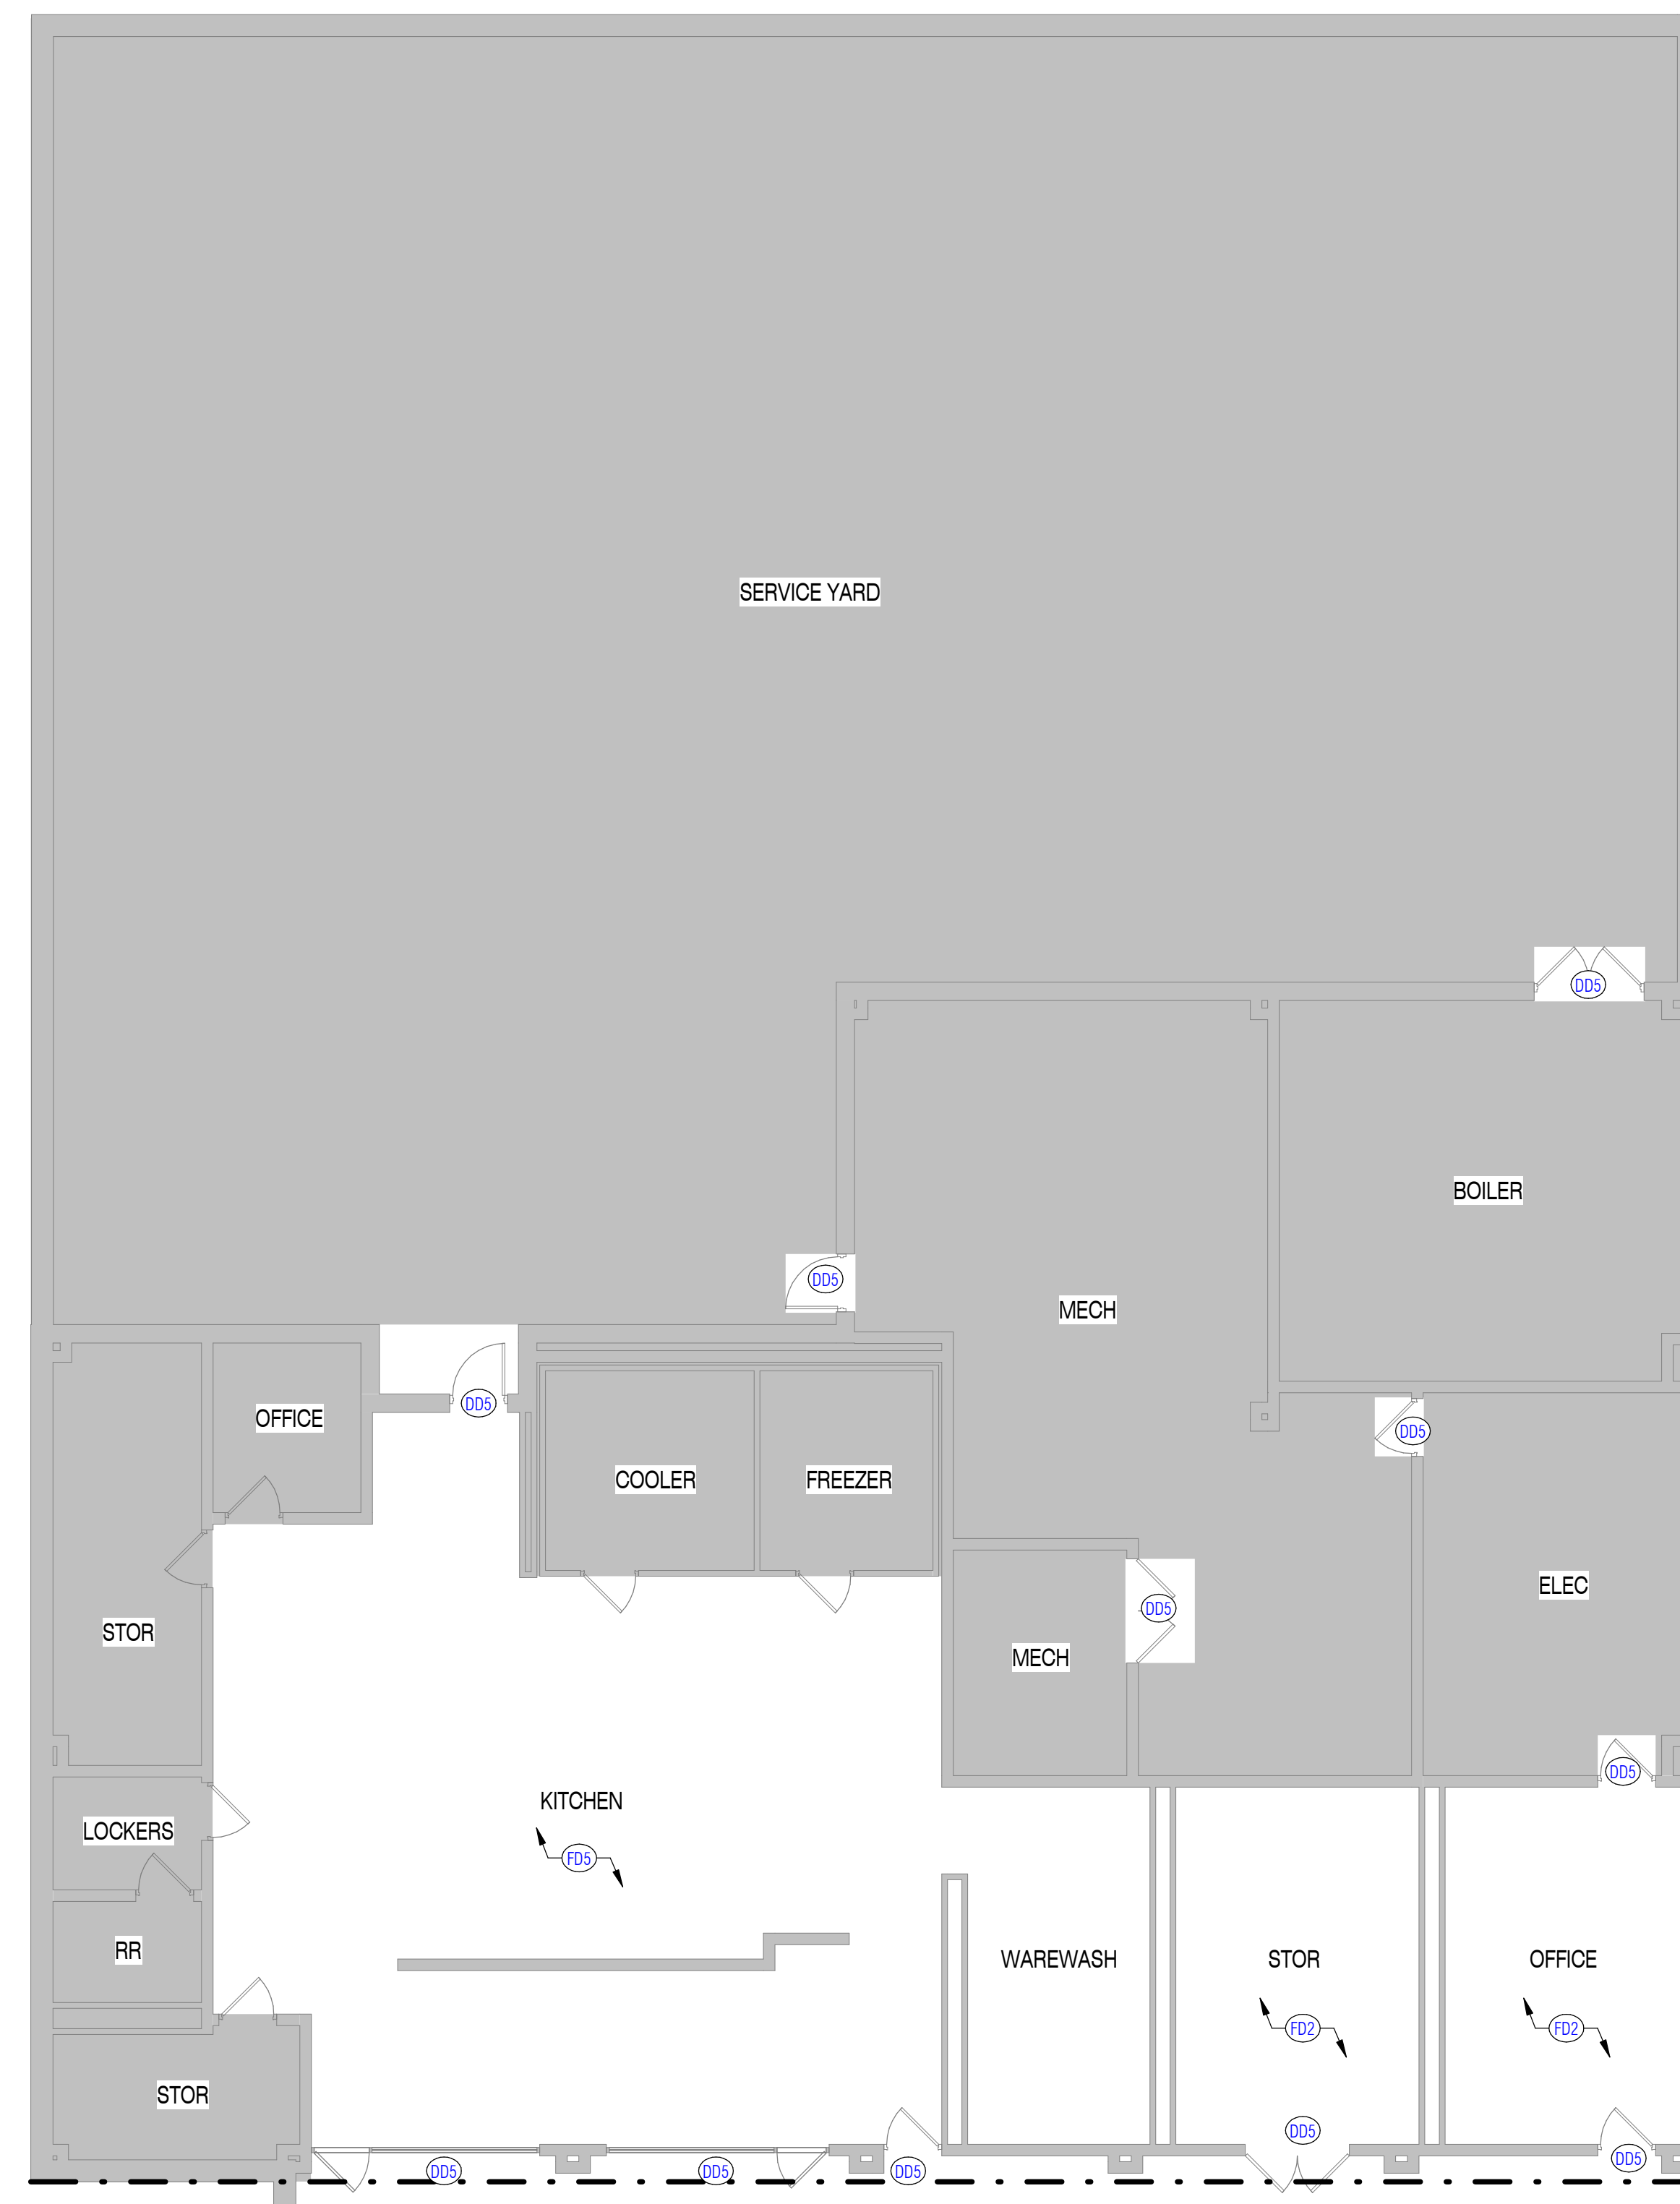 SERVICE YARD
DD5
BOILER
DD5
MECH
DD5
OFFICE
DD5
COOLER
FREEZER
ELEC
DD5
STOR
MECH
DD5
KITCHEN
LOCKERS
FD5
RR
WAREWASH
STOR
OFFICE
FD2
FD2
STOR
DD5
DD5
DD5
DD5
DD5
DD5